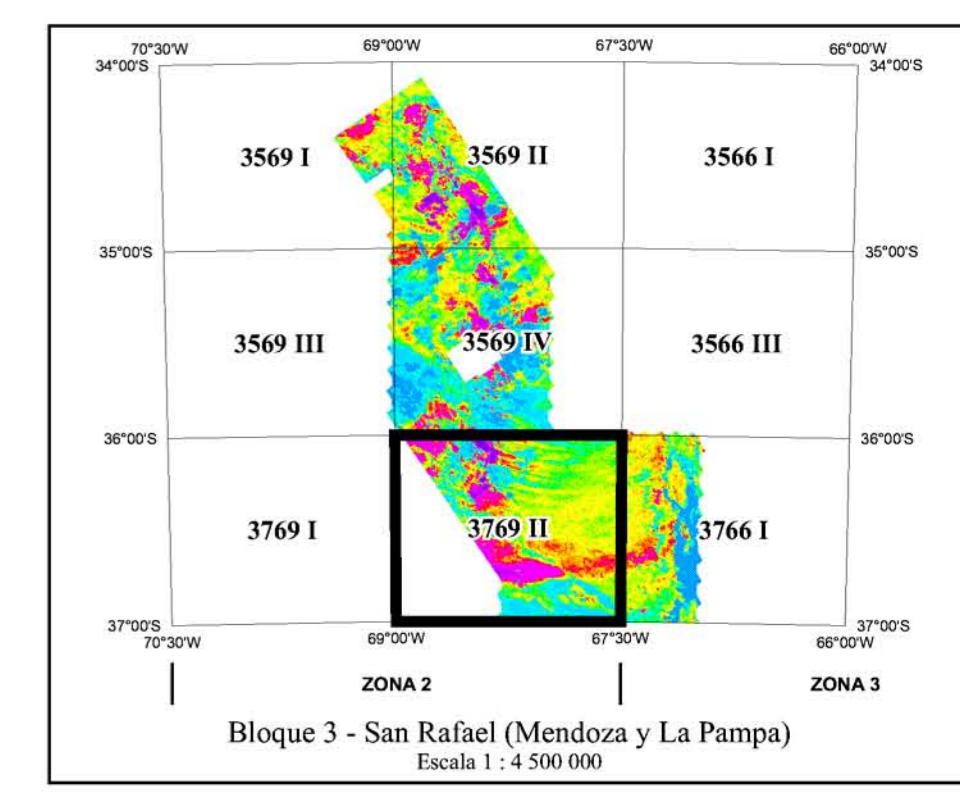 70°30'W 69°00'W 67°30'W 66°00'W
34°00'S 34°00'S
3569 I 3569 II 3566 I
35°00'S 35°00'S
3569 III 3569 IV 3566 III
36°00'S 36°00'S
3769 I 3769 II 3766 I
37°00'S 37°00'S
70°30'W 69°00'W 67°30'W 66°00'W
ZONA 2 ZONA 3
Bloque 3 - San Rafael (Mendoza y La Pampa)
Escala 1 : 4 500 000